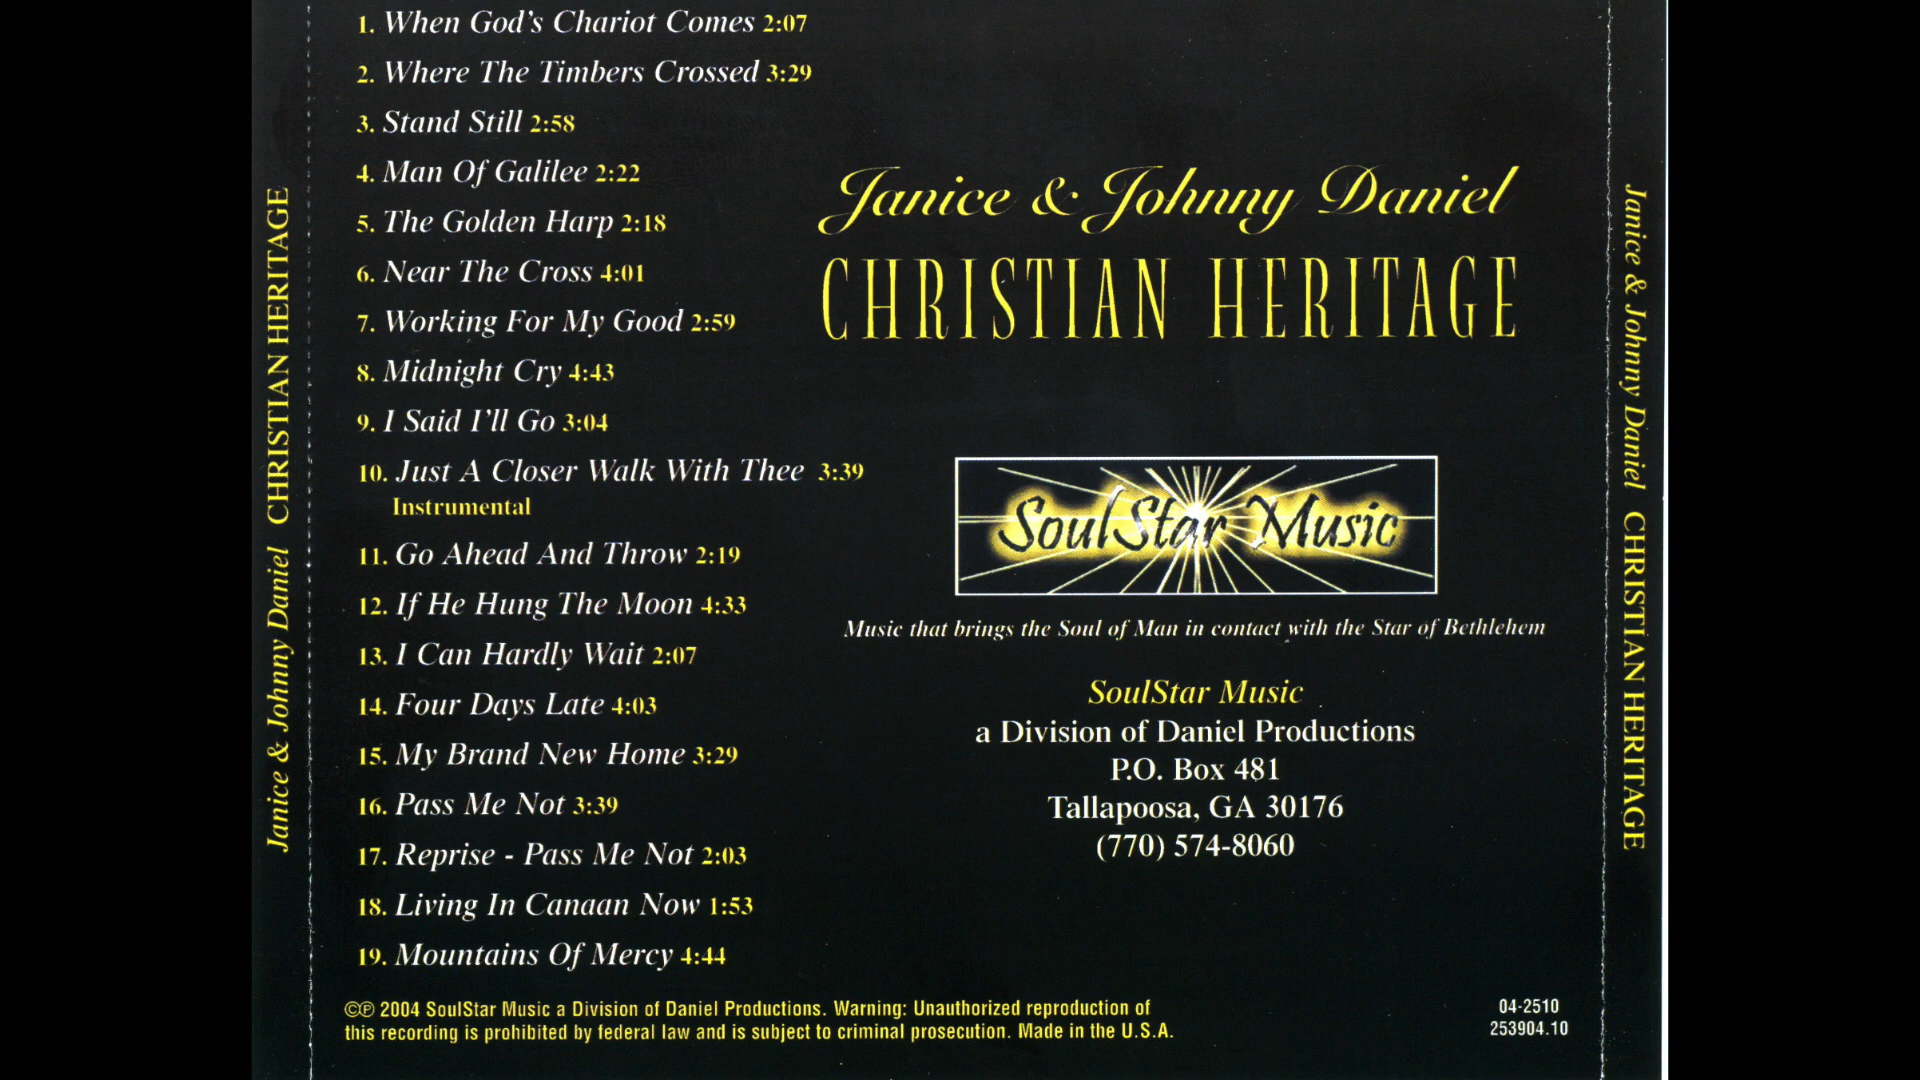 1. When God's Chariot Comes 2:07
2. Where The Timbers Crossed 3:29
3. Stand Still 2:58
4. Man Of Galilee 2:22
5. The Golden Harp 2:18
6. Near The Cross 4:01
7. Working For My Good 2:59
8. Midnight Cry 4:43
9. I Said I'll Go 3:04
10. Just A Closer Walk With Thee 3:39
Instrumental
11. Go Ahead And Throw 2:19
12. If He Hung The Moon 4:33
13. I Can Hardly Wait 2:07
14. Four Days Late 4:03
15. My Brand New Home 3:29
16. Pass Me Not 3:39
17. Reprise - Pass Me Not 2:03
18. Living In Canaan Now 1:53
19. Mountains Of Mercy 4:44
Janice & Johnny Daniel
CHRISTIAN HERITAGE
SoulStar Music
Music that brings the Soul of Man in contact with the Star of Bethlehem
SoulStar Music
a Division of Daniel Productions
P.O. Box 481
Tallapoosa, GA 30176
(770) 574-8060
©℗ 2004 SoulStar Music a Division of Daniel Productions. Warning: Unauthorized reproduction of
this recording is prohibited by federal law and is subject to criminal prosecution. Made in the U.S.A.
04-2510
253904.10
Janice & Johnny Daniel CHRISTIAN HERITAGE
Janice & Johnny Daniel CHRISTIAN HERITAGE